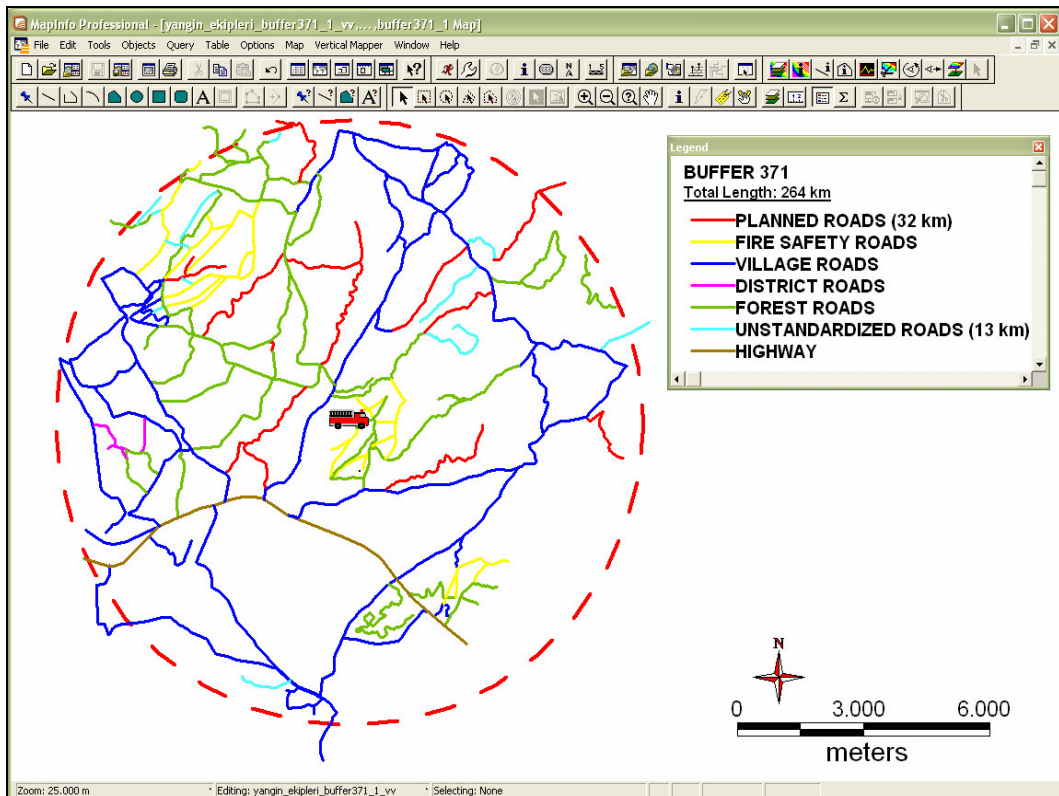 MapInfo Professional - [yangin_ekipleri_buffer371_1_vv,...,buffer371_1 Map]
File Edit Tools Objects Query Table Options Map Vertical Mapper Window Help
Legend
BUFFER 371
Total Length: 264 km
PLANNED ROADS (32 km)
FIRE SAFETY ROADS
VILLAGE ROADS
DISTRICT ROADS
FOREST ROADS
UNSTANDARDIZED ROADS (13 km)
HIGHWAY
N
0 3.000 6.000
meters
Zoom: 25.000 m Editing: yangin_ekipleri_buffer371_1_vv Selecting: None